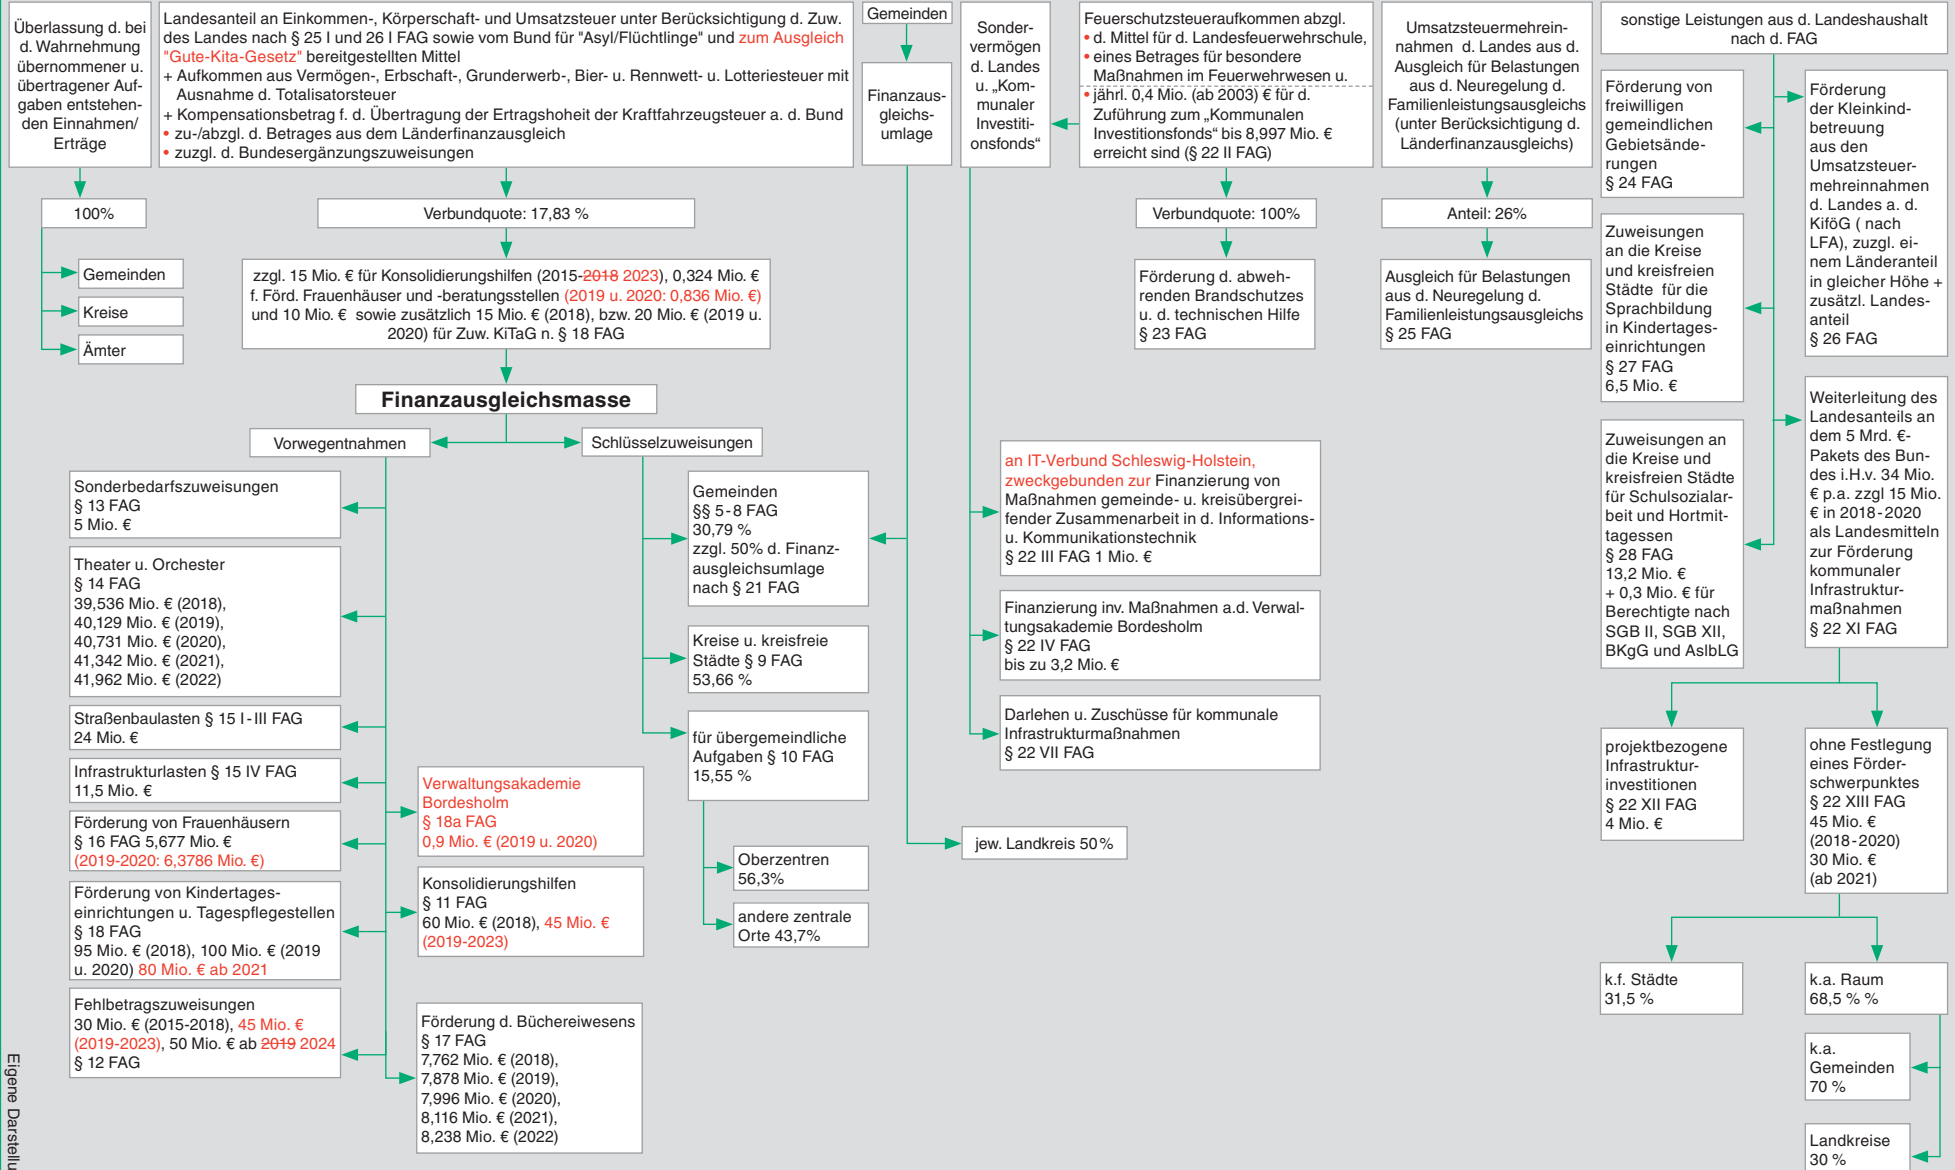 Überlassung d. bei
d. Wahrnehmung
übernommener u.
übertragener Auf-
gaben entstehen-
den Einnahmen/
Erträge
100%
Gemeinden
Kreise
Ämter
Landesanteil an Einkommen-, Körperschaft- und Umsatzsteuer unter Berücksichtigung d. Zuw.
des Landes nach § 25 I und 26 I FAG sowie vom Bund für "Asyl/Flüchtlinge" und zum Ausgleich
"Gute-Kita-Gesetz" bereitgestellten Mittel
+ Aufkommen aus Vermögen-, Erbschaft-, Grunderwerb-, Bier- u. Rennwett- u. Lotteriesteuer mit
Ausnahme d. Totalisatorsteuer
+ Kompensationsbetrag f. d. Übertragung der Ertragshoheit der Kraftfahrzeugsteuer a. d. Bund
• zu-/abzgl. d. Betrages aus dem Länderfinanzausgleich
• zuzgl. d. Bundesergänzungszuweisungen
Verbundquote: 17,83 %
zzgl. 15 Mio. € für Konsolidierungshilfen (2015-2018 2023), 0,324 Mio. €
f. Förd. Frauenhäuser und -beratungsstellen (2019 u. 2020: 0,836 Mio. €)
und 10 Mio. € sowie zusätzlich 15 Mio. € (2018), bzw. 20 Mio. € (2019 u.
2020) für Zuw. KiTaG n. § 18 FAG
Finanzausgleichsmasse
Vorwegentnahmen
Schlüsselzuweisungen
Sonderbedarfszuweisungen
§ 13 FAG
5 Mio. €
Theater u. Orchester
§ 14 FAG
39,536 Mio. € (2018),
40,129 Mio. € (2019),
40,731 Mio. € (2020),
41,342 Mio. € (2021),
41,962 Mio. € (2022)
Straßenbaulasten § 15 I-III FAG
24 Mio. €
Infrastrukturlasten § 15 IV FAG
11,5 Mio. €
Förderung von Frauenhäusern
§ 16 FAG 5,677 Mio. €
(2019-2020: 6,3786 Mio. €)
Förderung von Kindertages-
einrichtungen u. Tagespflegestellen
§ 18 FAG
95 Mio. € (2018), 100 Mio. € (2019
u. 2020) 80 Mio. € ab 2021
Fehlbetragszuweisungen
30 Mio. € (2015-2018), 45 Mio. €
(2019-2023), 50 Mio. € ab 2019 2024
§ 12 FAG
Verwaltungsakademie
Bordesholm
§ 18a FAG
0,9 Mio. € (2019 u. 2020)
Konsolidierungshilfen
§ 11 FAG
60 Mio. € (2018), 45 Mio. €
(2019-2023)
Förderung d. Büchereiwesens
§ 17 FAG
7,762 Mio. € (2018),
7,878 Mio. € (2019),
7,996 Mio. € (2020),
8,116 Mio. € (2021),
8,238 Mio. € (2022)
Gemeinden
§§ 5-8 FAG
30,79 %
zzgl. 50% d. Finanz-
ausgleichsumlage
nach § 21 FAG
Kreise u. kreisfreie
Städte § 9 FAG
53,66 %
für übergemeindliche
Aufgaben § 10 FAG
15,55 %
Oberzentren
56,3%
andere zentrale
Orte 43,7%
Gemeinden
Finanzaus-
gleichs-
umlage
jew. Landkreis 50%
Sonder-
vermögen
d. Landes
u. „Kom-
munaler
Investiti-
onsfonds“
an IT-Verbund Schleswig-Holstein,
zweckgebunden zur Finanzierung von
Maßnahmen gemeinde- u. kreisübergrei-
fender Zusammenarbeit in d. Informations-
u. Kommunikationstechnik
§ 22 III FAG 1 Mio. €
Finanzierung inv. Maßnahmen a.d. Verwal-
tungsakademie Bordesholm
§ 22 IV FAG
bis zu 3,2 Mio. €
Darlehen u. Zuschüsse für kommunale
Infrastrukturmaßnahmen
§ 22 VII FAG
Feuerschutzsteueraufkommen abzgl.
• d. Mittel für d. Landesfeuerwehrschule,
• eines Betrages für besondere
Maßnahmen im Feuerwehrwesen u.
• jährl. 0,4 Mio. (ab 2003) € für d.
Zuführung zum „Kommunalen
Investitionsfonds“ bis 8,997 Mio. €
erreicht sind (§ 22 II FAG)
Verbundquote: 100%
Förderung d. abweh-
renden Brandschutzes
u. d. technischen Hilfe
§ 23 FAG
Umsatzsteuermehrein-
nahmen d. Landes aus d.
Ausgleich für Belastungen
aus d. Neuregelung d.
Familienleistungsausgleichs
(unter Berücksichtigung d.
Länderfinanzausgleichs)
Anteil: 26%
Ausgleich für Belastungen
aus d. Neuregelung d.
Familienleistungsausgleichs
§ 25 FAG
sonstige Leistungen aus d. Landeshaushalt
nach d. FAG
Förderung von
freiwilligen
gemeindlichen
Gebietsände-
rungen
§ 24 FAG
Zuweisungen
an die Kreise
und kreisfreien
Städte für die
Sprachbildung
in Kindertages-
einrichtungen
§ 27 FAG
6,5 Mio. €
Zuweisungen an
die Kreise und
kreisfreien Städte
für Schulsozialar-
beit und Hortmit-
tagessen
§ 28 FAG
13,2 Mio. €
+ 0,3 Mio. € für
Berechtigte nach
SGB II, SGB XII,
BKgG und AslbLG
Förderung
der Kleinkind-
betreuung
aus den
Umsatzsteuer-
mehreinnahmen
d. Landes a. d.
KiföG ( nach
LFA), zuzgl. ei-
nem Länderanteil
in gleicher Höhe +
zusätzl. Landes-
anteil
§ 26 FAG
Weiterleitung des
Landesanteils an
dem 5 Mrd. €-
Pakets des Bun-
des i.H.v. 34 Mio.
€ p.a. zzgl 15 Mio.
€ in 2018-2020
als Landesmitteln
zur Förderung
kommunaler
Infrastruktur-
maßnahmen
§ 22 XI FAG
projektbezogene
Infrastruktur-
investitionen
§ 22 XII FAG
4 Mio. €
ohne Festlegung
eines Förder-
schwerpunktes
§ 22 XIII FAG
45 Mio. €
(2018-2020)
30 Mio. €
(ab 2021)
k.f. Städte
31,5 %
k.a. Raum
68,5 % %
k.a.
Gemeinden
70 %
Landkreise
30 %
Eigene Darstellu